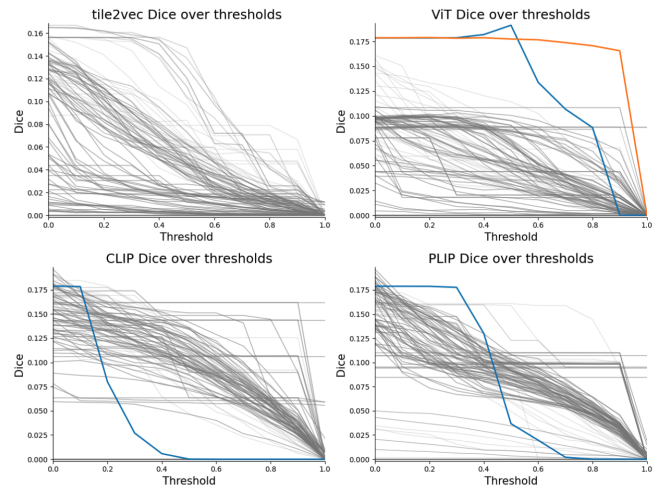 tile2vec Dice over thresholds
0.16
0.14
0.12
0.10
0.08
0.06
0.04
0.02
0.00
Dice
0.0 0.2 0.4 0.6 0.8 1.0
Threshold
ViT Dice over thresholds
0.175
0.150
0.125
0.100
0.075
0.050
0.025
0.000
Dice
0.0 0.2 0.4 0.6 0.8 1.0
Threshold
CLIP Dice over thresholds
0.175
0.150
0.125
0.100
0.075
0.050
0.025
0.000
Dice
0.0 0.2 0.4 0.6 0.8 1.0
Threshold
PLIP Dice over thresholds
0.175
0.150
0.125
0.100
0.075
0.050
0.025
0.000
Dice
0.0 0.2 0.4 0.6 0.8 1.0
Threshold